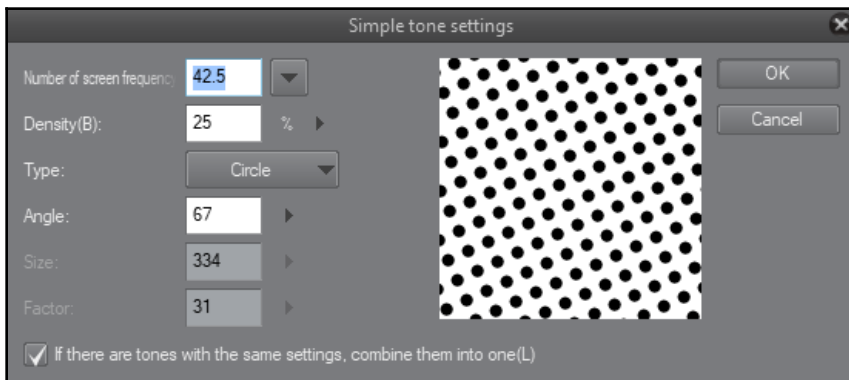 Simple tone settings
Number of screen frequency
42.5
OK
Density(B):
25
%
Cancel
Type:
Circle
Angle:
67
Size:
334
Factor:
31
If there are tones with the same settings, combine them into one(L)